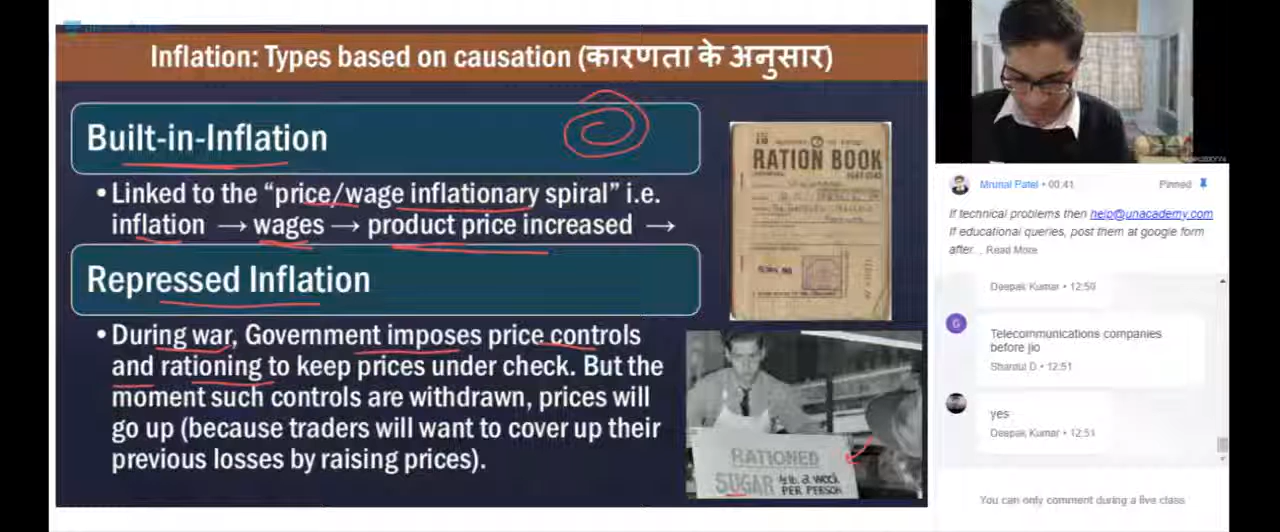 Inflation: Types based on causation (कारणता के अनुसार)
Built-in-Inflation
• Linked to the “price/wage inflationary spiral” i.e.
inflation → wages → product price increased →
Repressed Inflation
• During war, Government imposes price controls
and rationing to keep prices under check. But the
moment such controls are withdrawn, prices will
go up (because traders will want to cover up their
previous losses by raising prices).
RATION BOOK
RATIONED
SUGAR ½ lb. a week
PER PERSON
Mrunal Patel • 00:41
Pinned
If technical problems then help@unacademy.com
If educational queries, post them at google form
after... Read More
Deepak Kumar • 12:50
G
Telecommunications companies
before jio
Shardul D • 12:51
yes
Deepak Kumar • 12:51
You can only comment during a live class